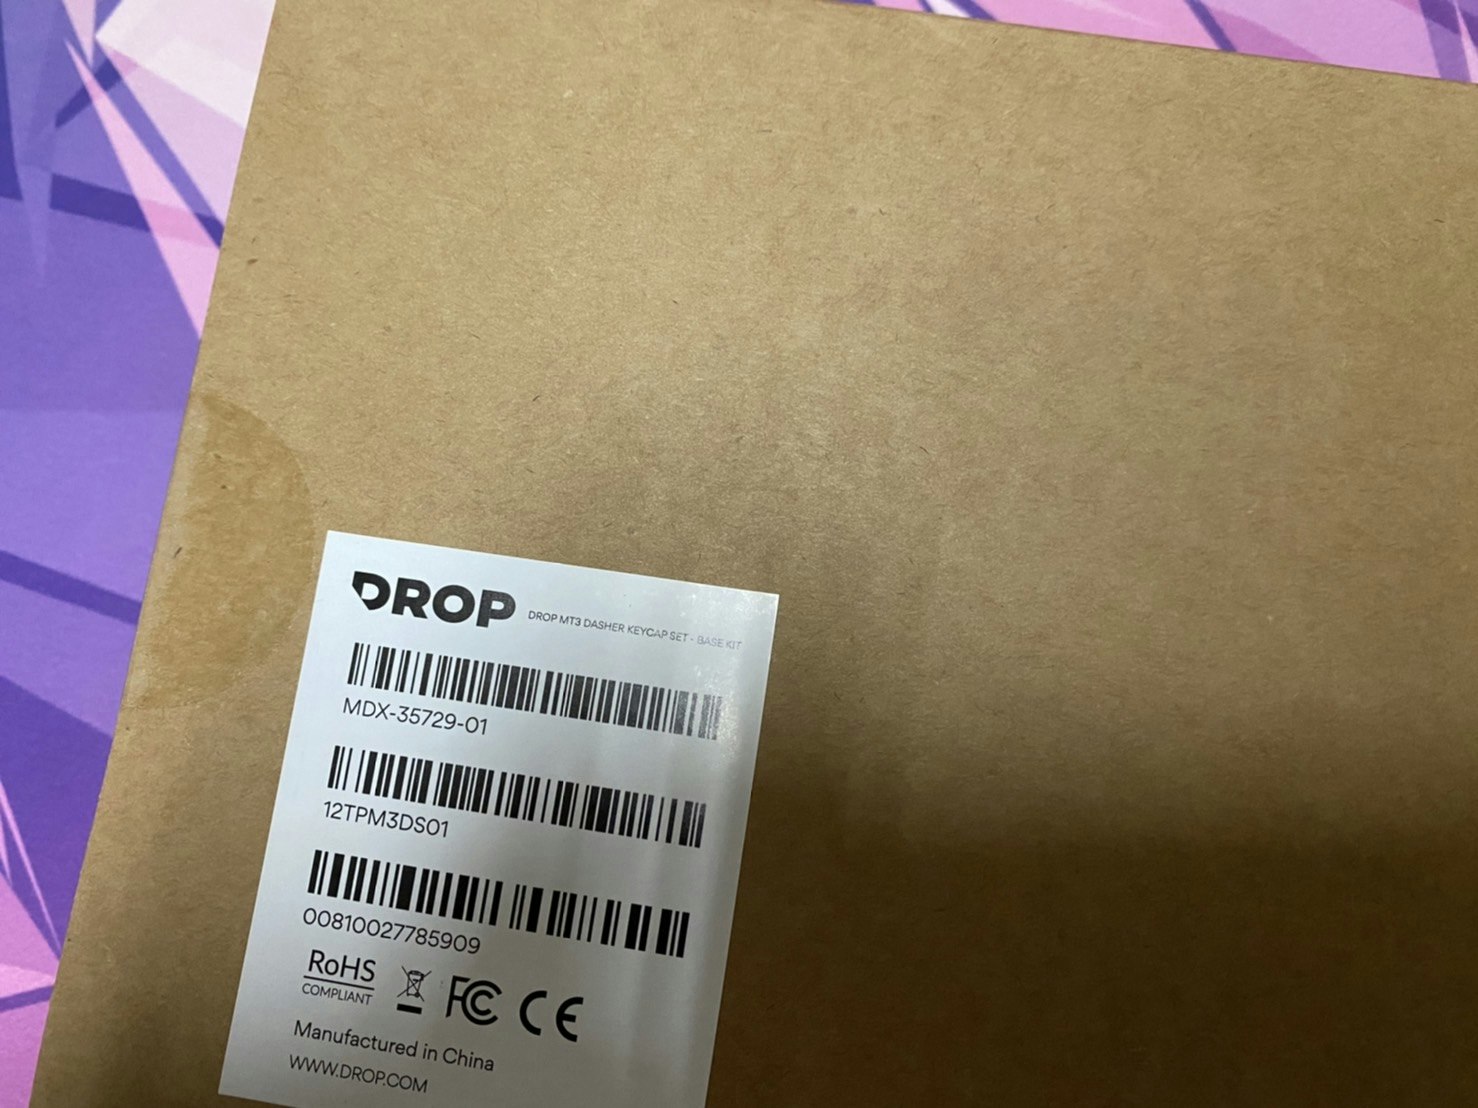 DROP DROP MT3 DASHER KEYCAP SET - BASE KIT
MDX-35729-01
12TPM3DS01
00810027785909
RoHS
COMPLIANT
FC CE
Manufactured in China
WWW.DROP.COM